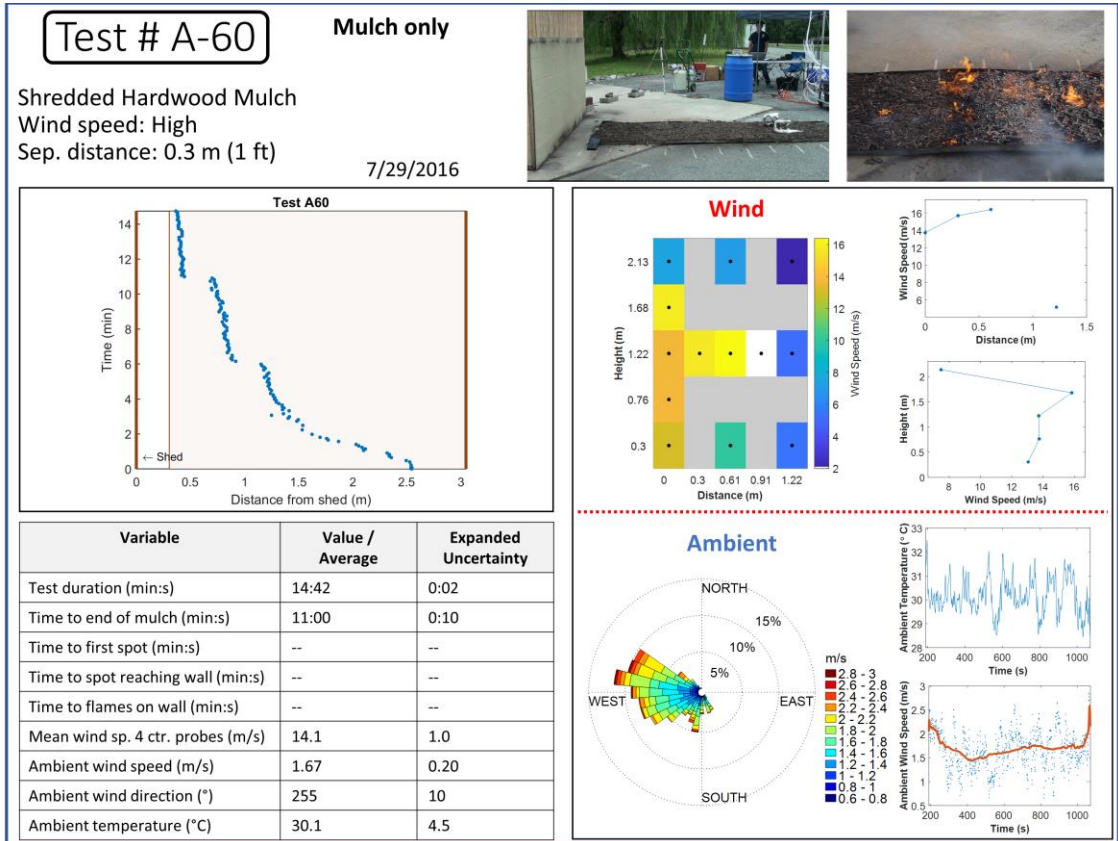 Test # A-60
Mulch only
Shredded Hardwood Mulch
Wind speed: High
Sep. distance: 0.3 m (1 ft)
7/29/2016
Test A60
Time (min)
14
12
10
8
6
4
2
0
← Shed
0 0.5 1 1.5 2 2.5 3
Distance from shed (m)
Variable Value / Average Expanded Uncertainty
Test duration (min:s) 14:42 0:02
Time to end of mulch (min:s) 11:00 0:10
Time to first spot (min:s) -- --
Time to spot reaching wall (min:s) -- --
Time to flames on wall (min:s) -- --
Mean wind sp. 4 ctr. probes (m/s) 14.1 1.0
Ambient wind speed (m/s) 1.67 0.20
Ambient wind direction (°) 255 10
Ambient temperature (°C) 30.1 4.5
Wind
Height (m)
2.13
1.68
1.22
0.76
0.3
0 0.3 0.61 0.91 1.22
Distance (m)
16
14
12
10
8
6
4
2
Wind Speed (m/s)
Wind Speed (m/s)
16
14
12
10
8
6
0 0.5 1 1.5
Distance (m)
Height (m)
2
1.5
1
0.5
0
8 10 12 14 16
Wind Speed (m/s)
Ambient
NORTH
15%
10%
5%
WEST
EAST
SOUTH
m/s
2.8 - 3
2.6 - 2.8
2.4 - 2.6
2.2 - 2.4
2 - 2.2
1.8 - 2
1.6 - 1.8
1.4 - 1.6
1.2 - 1.4
1 - 1.2
0.8 - 1
0.6 - 0.8
Ambient Temperature (° C)
33
32
31
30
29
28
200 400 600 800 1000
Time (s)
Ambient Wind Speed (m/s)
3
2.5
2
1.5
1
0.5
200 400 600 800 1000
Time (s)